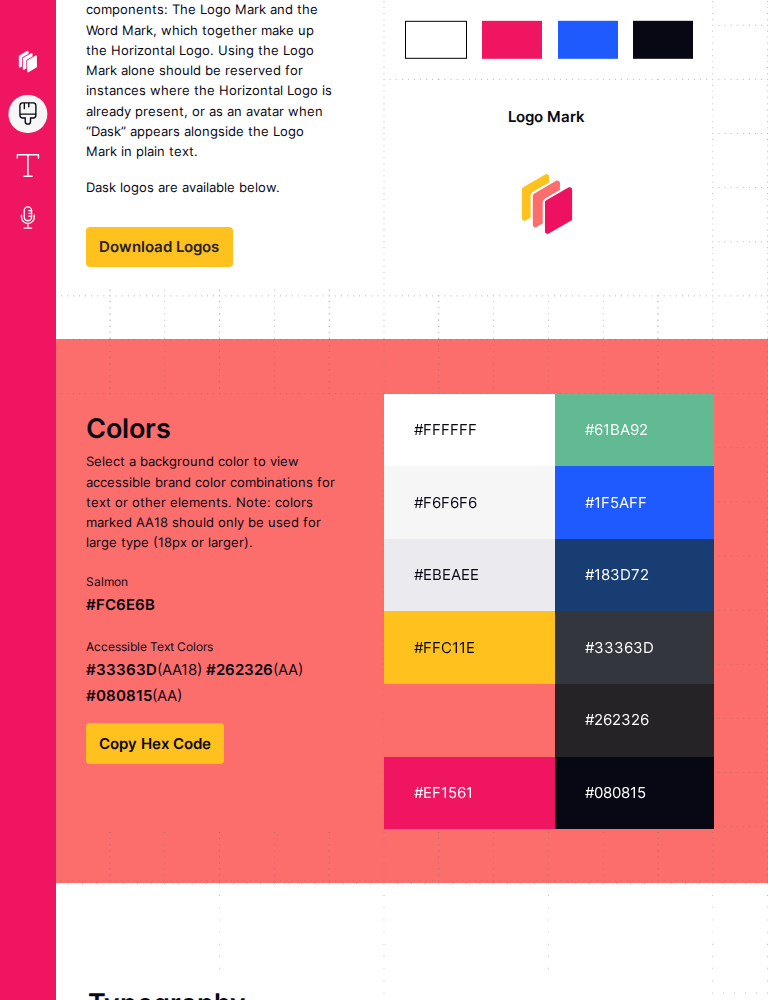 components: The Logo Mark and the
Word Mark, which together make up
the Horizontal Logo. Using the Logo
Mark alone should be reserved for
instances where the Horizontal Logo is
already present, or as an avatar when
“Dask” appears alongside the Logo
Mark in plain text.
Dask logos are available below.
Download Logos
Logo Mark
Colors
Select a background color to view
accessible brand color combinations for
text or other elements. Note: colors
marked AA18 should only be used for
large type (18px or larger).
Salmon
#FC6E6B
Accessible Text Colors
#33363D(AA18) #262326(AA)
#080815(AA)
Copy Hex Code
#FFFFFF
#61BA92
#F6F6F6
#1F5AFF
#EBEAEE
#183D72
#FFC11E
#33363D
#262326
#EF1561
#080815
Typography